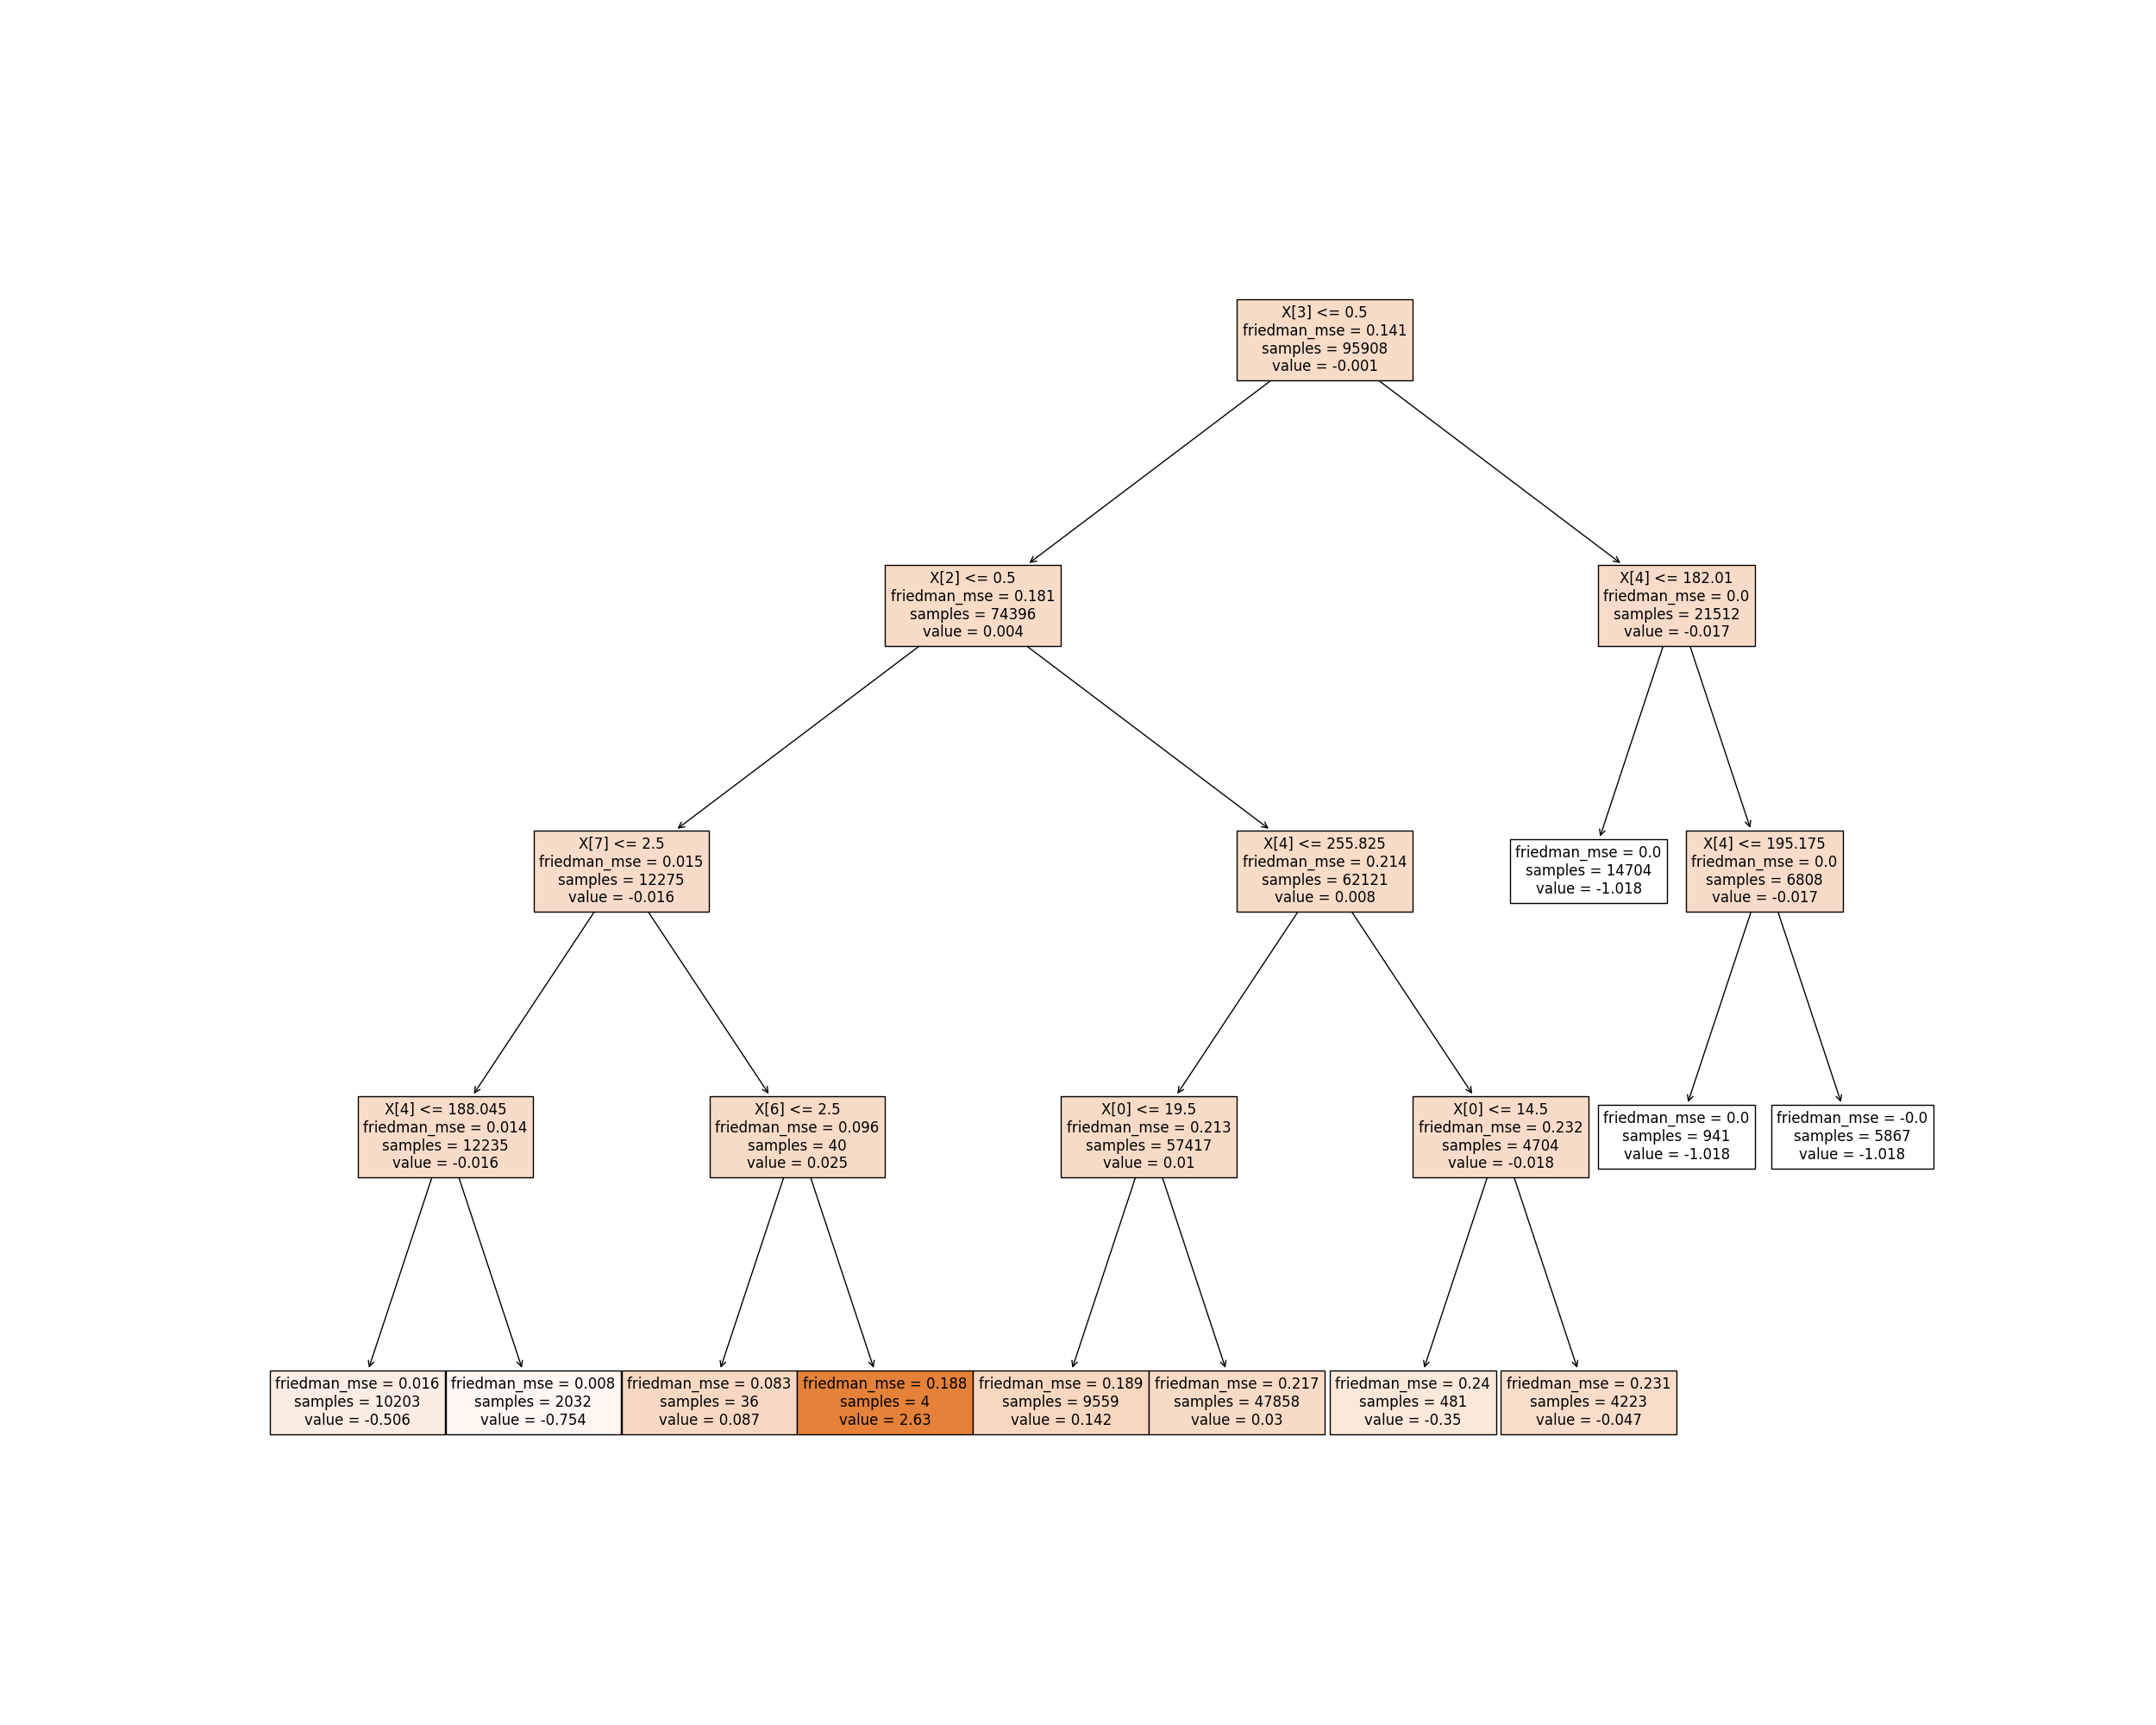 X[3] <= 0.5
friedman_mse = 0.141
samples = 95908
value = -0.001
X[2] <= 0.5
friedman_mse = 0.181
samples = 74396
value = 0.004
X[4] <= 182.01
friedman_mse = 0.0
samples = 21512
value = -0.017
X[7] <= 2.5
friedman_mse = 0.015
samples = 12275
value = -0.016
X[4] <= 255.825
friedman_mse = 0.214
samples = 62121
value = 0.008
friedman_mse = 0.0
samples = 14704
value = -1.018
X[4] <= 195.175
friedman_mse = 0.0
samples = 6808
value = -0.017
X[4] <= 188.045
friedman_mse = 0.014
samples = 12235
value = -0.016
X[6] <= 2.5
friedman_mse = 0.096
samples = 40
value = 0.025
X[0] <= 19.5
friedman_mse = 0.213
samples = 57417
value = 0.01
X[0] <= 14.5
friedman_mse = 0.232
samples = 4704
value = -0.018
friedman_mse = 0.0
samples = 941
value = -1.018
friedman_mse = -0.0
samples = 5867
value = -1.018
friedman_mse = 0.016
samples = 10203
value = -0.506
friedman_mse = 0.008
samples = 2032
value = -0.754
friedman_mse = 0.083
samples = 36
value = 0.087
friedman_mse = 0.188
samples = 4
value = 2.63
friedman_mse = 0.189
samples = 9559
value = 0.142
friedman_mse = 0.217
samples = 47858
value = 0.03
friedman_mse = 0.24
samples = 481
value = -0.35
friedman_mse = 0.231
samples = 4223
value = -0.047